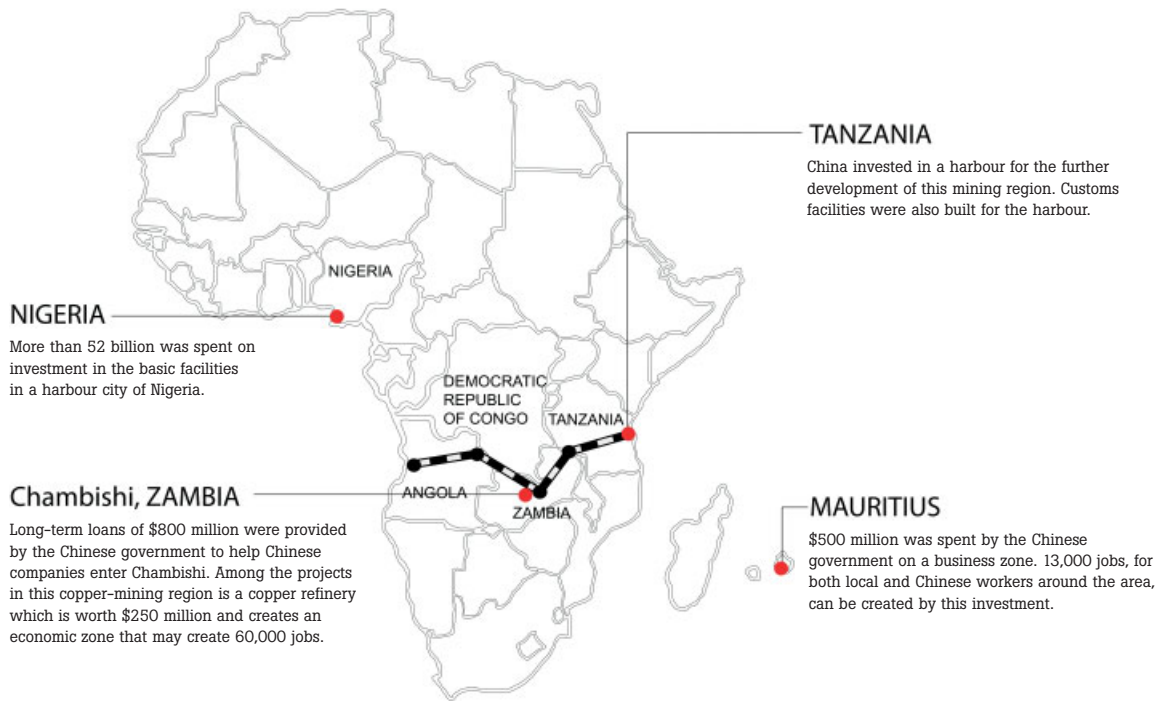 TANZANIA
China invested in a harbour for the further
development of this mining region. Customs
facilities were also built for the harbour.
NIGERIA
NIGERIA
More than 52 billion was spent on
investment in the basic facilities
in a harbour city of Nigeria.
DEMOCRATIC
REPUBLIC
OF CONGO
TANZANIA
ANGOLA
ZAMBIA
Chambishi, ZAMBIA
Long-term loans of $800 million were provided
by the Chinese government to help Chinese
companies enter Chambishi. Among the projects
in this copper-mining region is a copper refinery
which is worth $250 million and creates an
economic zone that may create 60,000 jobs.
MAURITIUS
$500 million was spent by the Chinese
government on a business zone. 13,000 jobs, for
both local and Chinese workers around the area,
can be created by this investment.